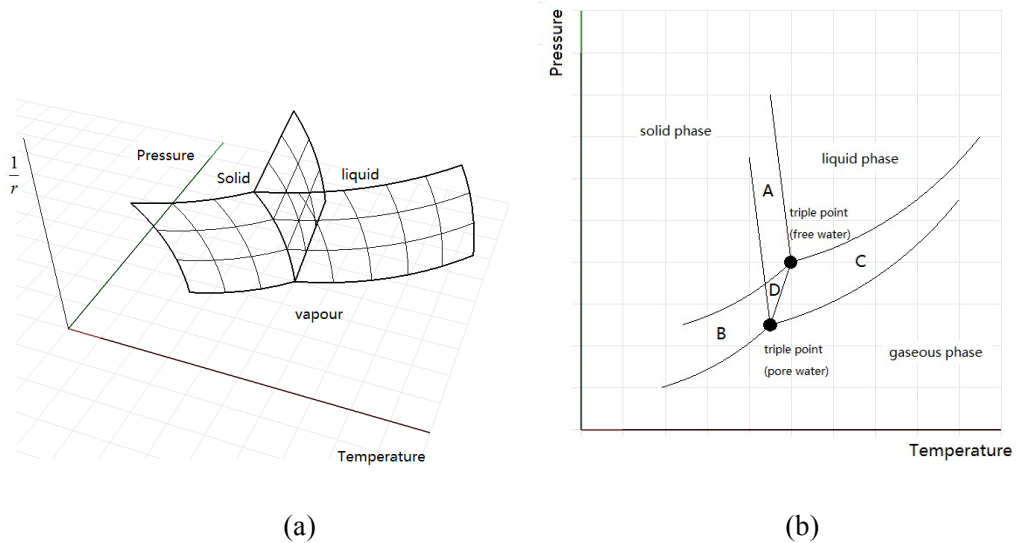 Pressure
1
r
Solid
liquid
vapour
Temperature
(a)
Pressure
solid phase
liquid phase
A
triple point
(free water)
C
D
B
triple point
(pore water)
gaseous phase
Temperature
(b)